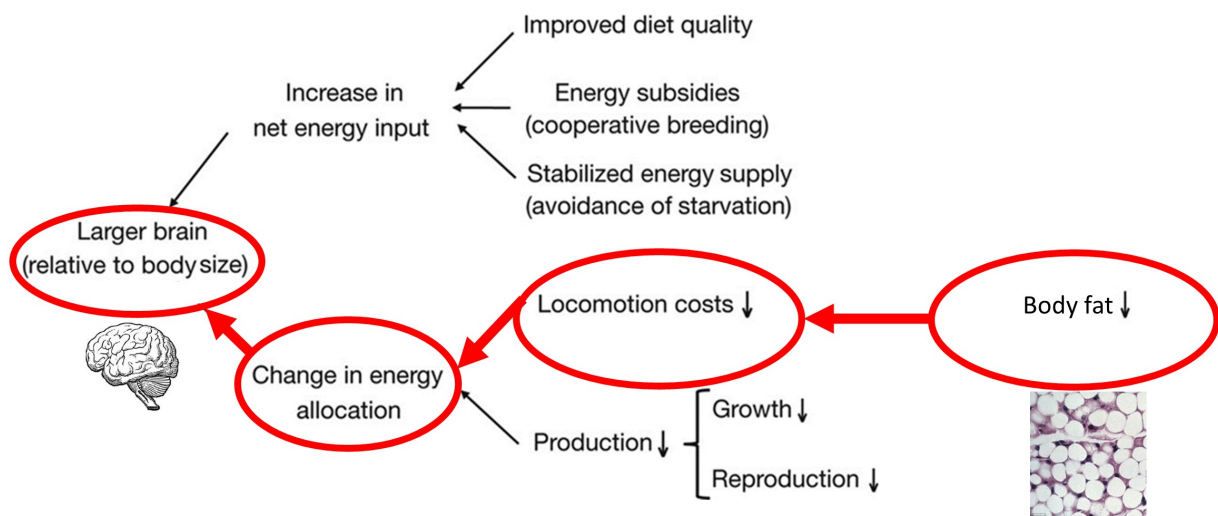 Improved diet quality
Increase in
net energy input
Energy subsidies
(cooperative breeding)
Stabilized energy supply
(avoidance of starvation)
Larger brain
(relative to body size)
Locomotion costs ↓
Body fat ↓
Change in energy
allocation
Production ↓
Growth ↓
Reproduction ↓